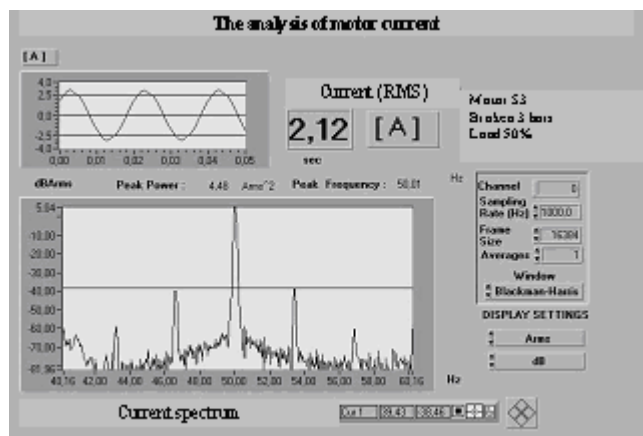 The analysis of motor current
[A]
4,0
2,5
0,0
-2,5
-4,0
0,00 0,01 0,02 0,03 0,04 0,05
sec
Current (RMS)
2,12 [A]
Motor S3
Broken 3 bars
Load 50%
dBArms Peak Power: 4,48 Arms^2 Peak Frequency: 50,01 Hz
-10,00
-20,00
-30,00
-40,00
-50,00
-60,00
-70,00
-81,96
40,16 42,00 44,00 46,00 48,00 50,00 52,00 54,00 56,00 58,00 60,16 Hz
Channel 0
Sampling
Rate (Hz) 1000,0
Frame
Size 16384
Averages 1
Window
Blackman-Harris
DISPLAY SETTINGS
Arms
dB
Current spectrum